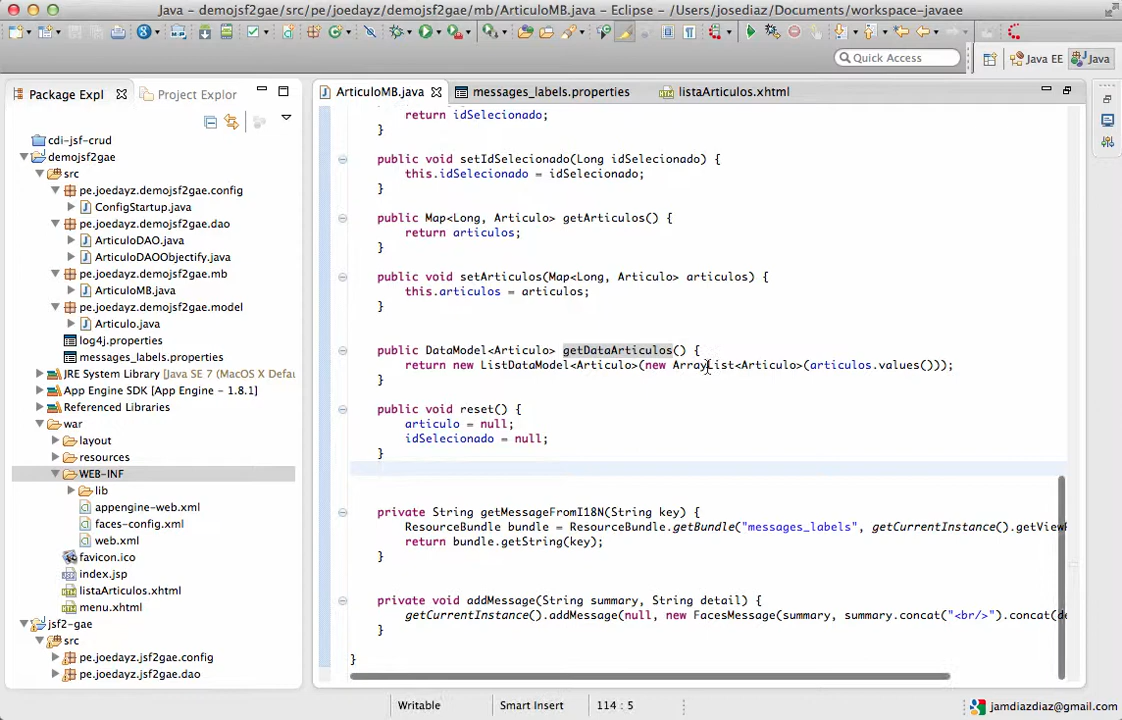 Java - demojsf2gae/src/pe/joedayz/demojsf2gae/mb/ArticuloMB.java - Eclipse - /Users/josediaz/Documents/workspace-javaee
Quick Access
Java EE
Java
Package Expl
Project Explor
cdi-jsf-crud
demojsf2gae
src
pe.joedayz.demojsf2gae.config
ConfigStartup.java
pe.joedayz.demojsf2gae.dao
ArticuloDAO.java
ArticuloDAOObjectify.java
pe.joedayz.demojsf2gae.mb
ArticuloMB.java
pe.joedayz.demojsf2gae.model
Articulo.java
log4j.properties
messages_labels.properties
JRE System Library [Java SE 7 (MacOS X Defau
App Engine SDK [App Engine - 1.8.1]
Referenced Libraries
war
layout
resources
WEB-INF
lib
appengine-web.xml
faces-config.xml
web.xml
favicon.ico
index.jsp
listaArticulos.xhtml
menu.xhtml
jsf2-gae
src
pe.joedayz.jsf2gae.config
pe.joedayz.jsf2gae.dao
ArticuloMB.java
messages_labels.properties
listaArticulos.xhtml
return idSelecionado;
}
public void setIdSelecionado(Long idSelecionado) {
this.idSelecionado = idSelecionado;
}
public Map<Long, Articulo> getArticulos() {
return articulos;
}
public void setArticulos(Map<Long, Articulo> articulos) {
this.articulos = articulos;
}
public DataModel<Articulo> getDataArticulos() {
return new ListDataModel<Articulo>(new ArrayList<Articulo>(articulos.values()));
}
public void reset() {
articulo = null;
idSelecionado = null;
}
private String getMessageFromI18N(String key) {
ResourceBundle bundle = ResourceBundle.getBundle("messages_labels", getCurrentInstance().getViewR
return bundle.getString(key);
}
private void addMessage(String summary, String detail) {
getCurrentInstance().addMessage(null, new FacesMessage(summary, summary.concat("<br/>").concat(de
}
}
Writable
Smart Insert
114 : 5
jamdiazdiaz@gmail.com